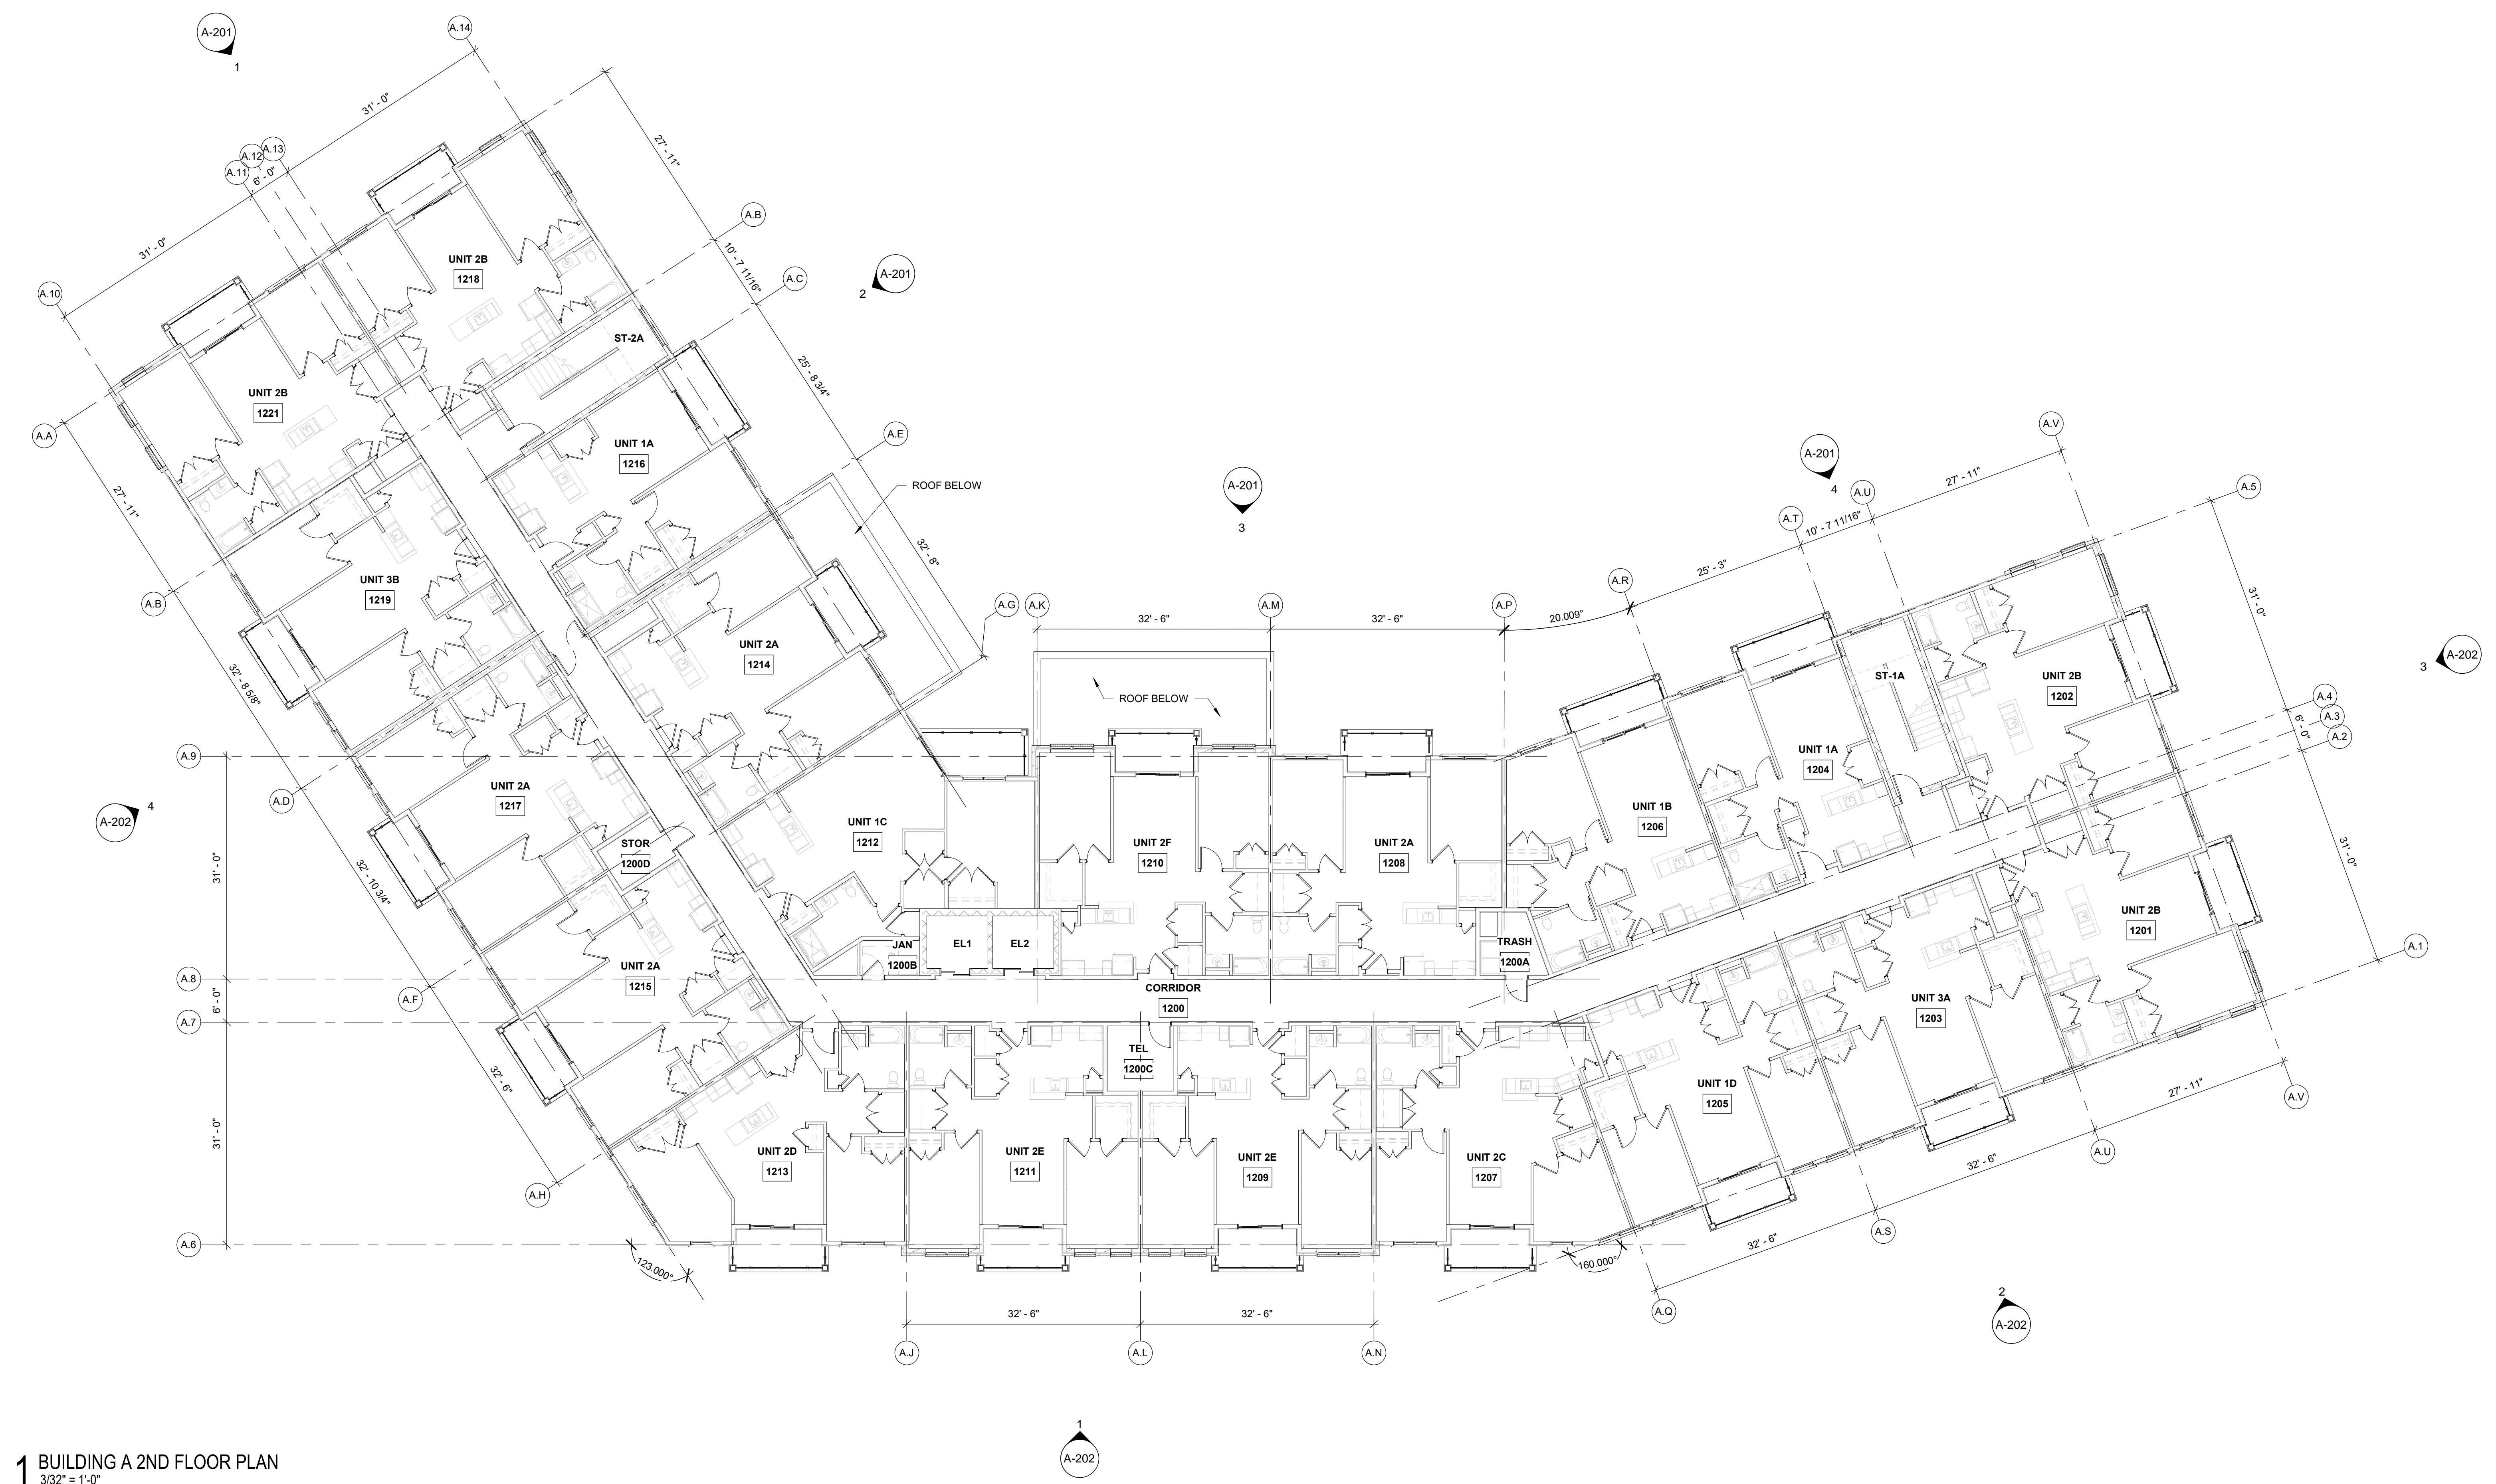 A-201
1
A.14
31' - 0"
27' - 11"
A.13
A.12
A.11
6' - 0"
31' - 0"
A.10
A.B
10' - 7 11/16"
A.C
A-201
2
UNIT 2B
1218
ST-2A
25' - 8 3/4"
UNIT 2B
1221
A.A
27' - 11"
A.E
UNIT 1A
1216
ROOF BELOW
32' - 8"
A.B
UNIT 3B
1219
A.G
A.K
32' - 6"
A.M
32' - 6"
A.P
20.009°
A.R
25' - 3"
A.T
10' - 7 11/16"
A.U
27' - 11"
A.V
A-201
3
A-201
4
A.5
31' - 0"
A-202
3
UNIT 2A
1214
32' - 8 5/8"
ROOF BELOW
ST-1A
UNIT 2B
1202
A.4
A.3
A.2
6' - 0"
A.9
A.D
UNIT 2A
1217
UNIT 1A
1204
A-202
4
UNIT 1C
1212
UNIT 1B
1206
STOR
1200D
UNIT 2F
1210
UNIT 2A
1208
31' - 0"
31' - 0"
32' - 10 3/4"
UNIT 2B
1201
JAN
1200B
EL1
EL2
TRASH
1200A
A.1
UNIT 2A
1215
A.8
A.F
6' - 0"
CORRIDOR
1200
UNIT 3A
1203
A.7
TEL
1200C
32' - 6"
UNIT 1D
1205
27' - 11"
A.V
31' - 0"
UNIT 2D
1213
UNIT 2E
1211
UNIT 2E
1209
UNIT 2C
1207
A.U
32' - 6"
A.H
A.S
A.6
32' - 6"
123.000°
160.000°
A.Q
32' - 6"
32' - 6"
2
A-202
A.J
A.L
A.N
1
A-202
1
BUILDING A 2ND FLOOR PLAN
3/32" = 1'-0"